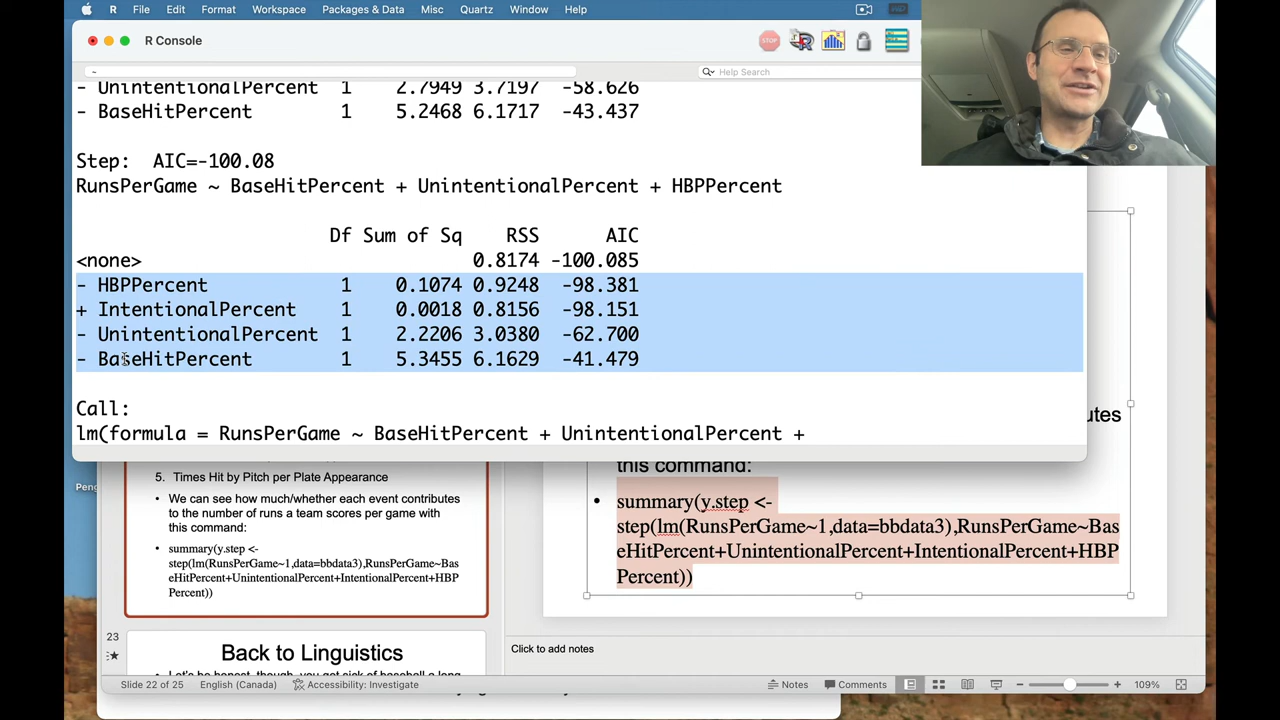 R File Edit Format Workspace Packages & Data Misc Quartz Window Help
R Console
STOP
~
Help Search
- UnintentionalPercent 1 2.7949 3.7197 -58.626
- BaseHitPercent 1 5.2468 6.1717 -43.437
Step: AIC=-100.08
RunsPerGame ~ BaseHitPercent + UnintentionalPercent + HBPPercent
Df Sum of Sq RSS AIC
<none> 0.8174 -100.085
- HBPPercent 1 0.1074 0.9248 -98.381
+ IntentionalPercent 1 0.0018 0.8156 -98.151
- UnintentionalPercent 1 2.2206 3.0380 -62.700
- BaseHitPercent 1 5.3455 6.1629 -41.479
Call:
lm(formula = RunsPerGame ~ BaseHitPercent + UnintentionalPercent +
utes
this command:
• summary(y.step <-
step(lm(RunsPerGame~1,data=bbdata3),RunsPerGame~Bas
eHitPercent+UnintentionalPercent+IntentionalPercent+HBP
Percent))
Peng
5. Times Hit by Pitch per Plate Appearance
• We can see how much/whether each event contributes
to the number of runs a team scores per game with
this command:
• summary(y.step <-
step(lm(RunsPerGame~1,data=bbdata3),RunsPerGame~Bas
eHitPercent+UnintentionalPercent+IntentionalPercent+HBP
Percent))
23
Back to Linguistics
Click to add notes
Slide 22 of 25 English (Canada) Accessibility: Investigate Notes Comments 109%